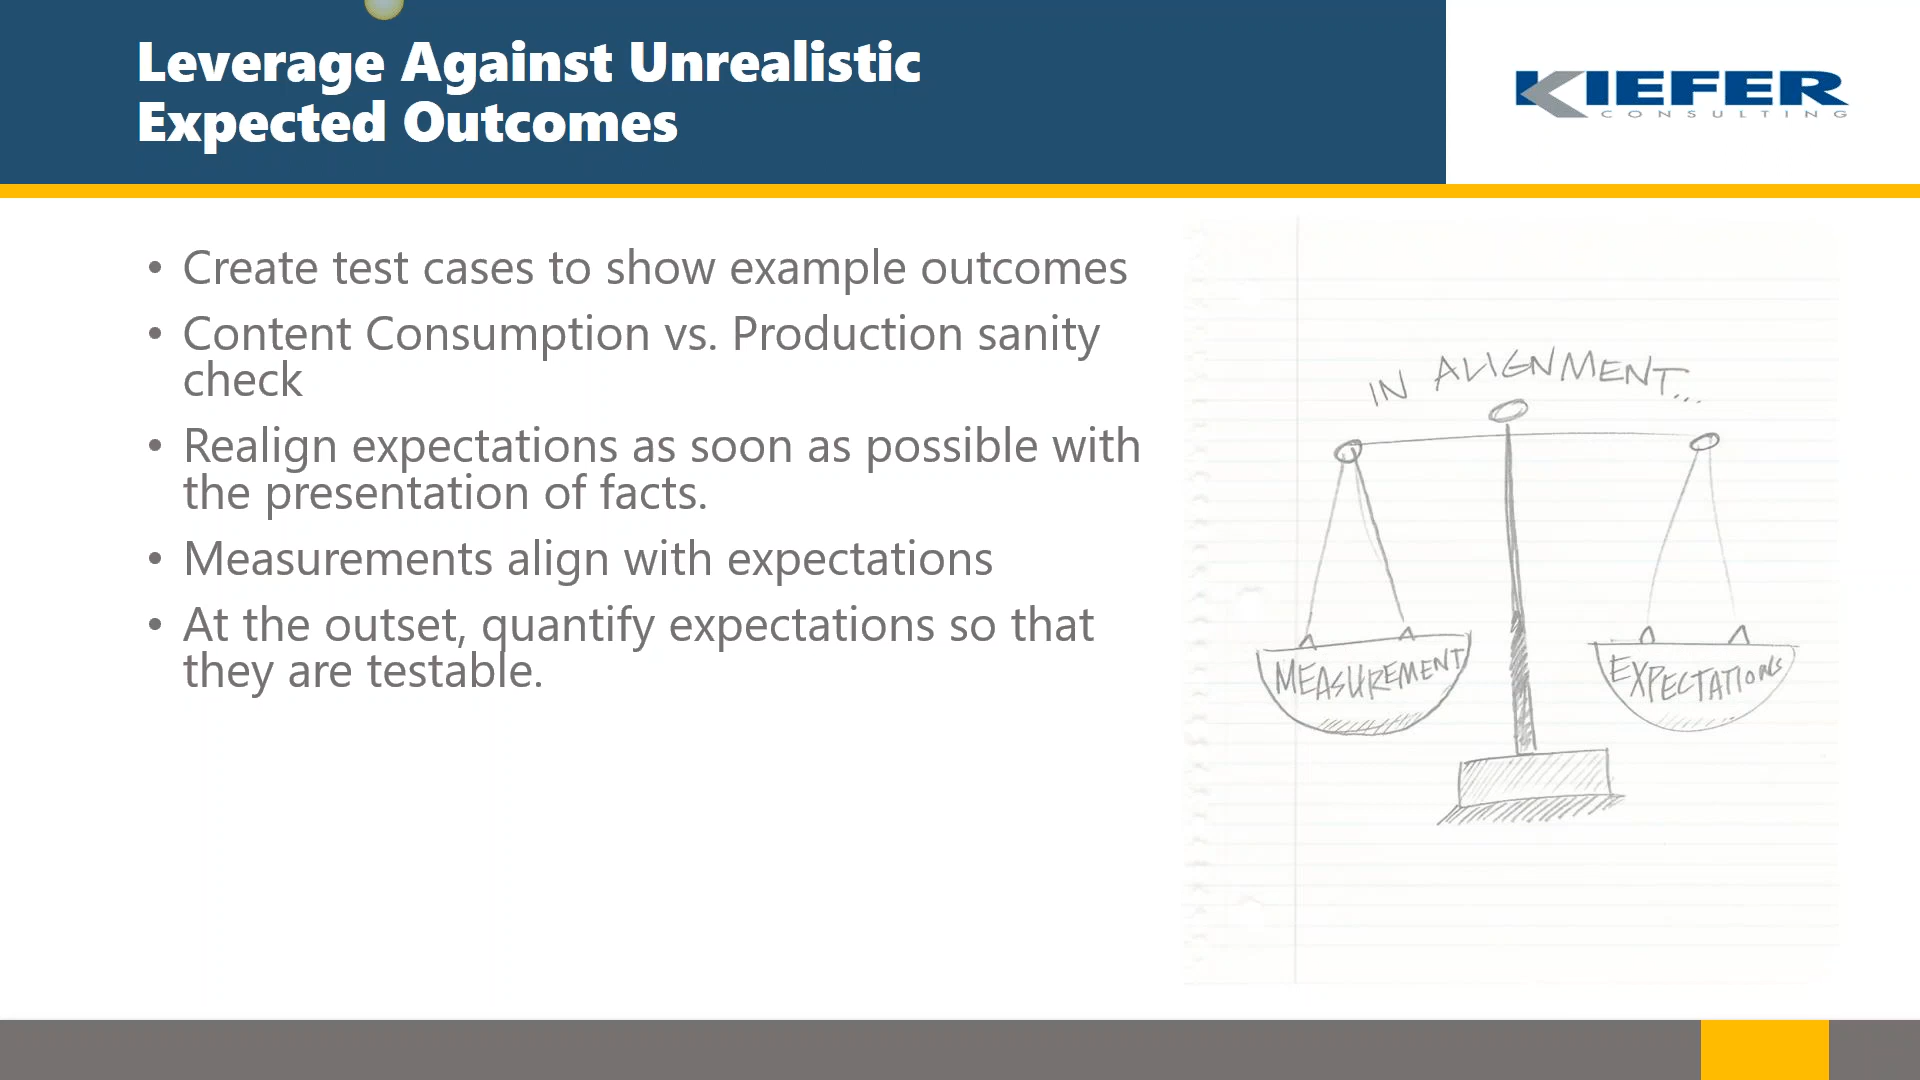 Leverage Against Unrealistic
Expected Outcomes
KIEFER
CONSULTING
• Create test cases to show example outcomes
• Content Consumption vs. Production sanity
check
• Realign expectations as soon as possible with
the presentation of facts.
• Measurements align with expectations
• At the outset, quantify expectations so that
they are testable.
IN ALIGNMENT...
MEASUREMENT
EXPECTATIONS